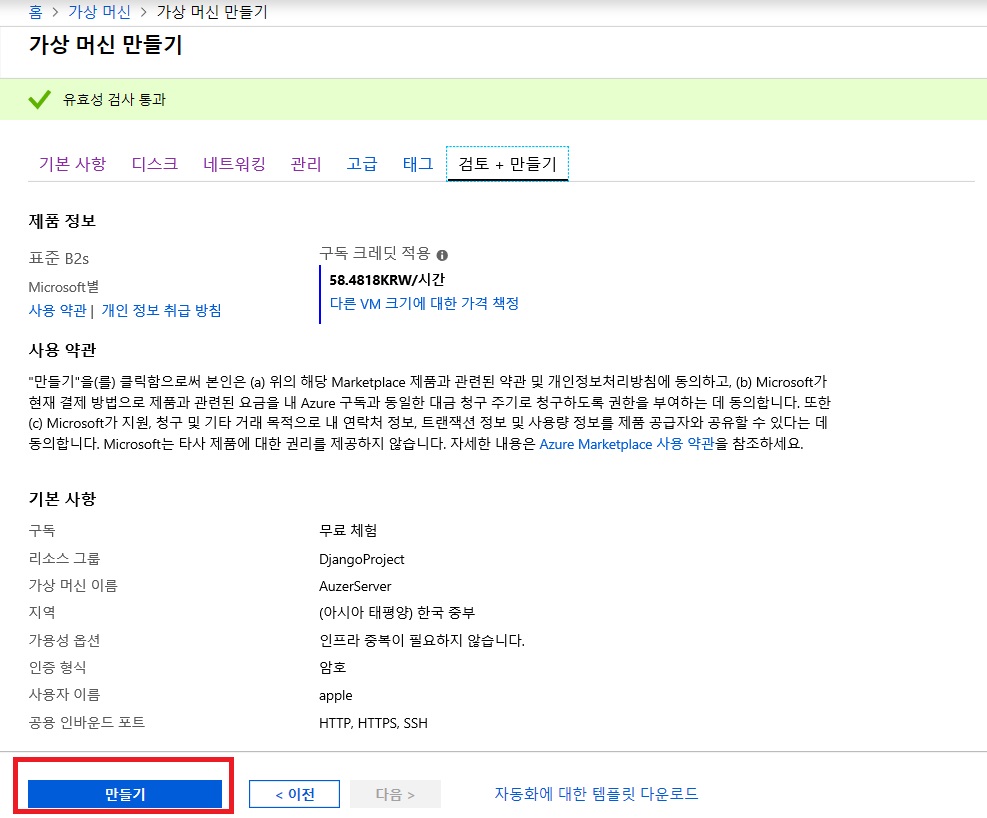 홈 > 가상 머신 > 가상 머신 만들기
가상 머신 만들기
유효성 검사 통과
기본 사항 디스크 네트워킹 관리 고급 태그 검토 + 만들기
제품 정보
표준 B2s
구독 크레딧 적용
Microsoft별
58.4818KRW/시간
사용 약관 | 개인 정보 취급 방침
다른 VM 크기에 대한 가격 책정
사용 약관
"만들기"을(를) 클릭함으로써 본인은 (a) 위의 해당 Marketplace 제품과 관련된 약관 및 개인정보처리방침에 동의하고, (b) Microsoft가
현재 결제 방법으로 제품과 관련된 요금을 내 Azure 구독과 동일한 대금 청구 주기로 청구하도록 권한을 부여하는 데 동의합니다. 또한
(c) Microsoft가 지원, 청구 및 기타 거래 목적으로 내 연락처 정보, 트랜잭션 정보 및 사용량 정보를 제품 공급자와 공유할 수 있다는 데
동의합니다. Microsoft는 타사 제품에 대한 권리를 제공하지 않습니다. 자세한 내용은 Azure Marketplace 사용 약관을 참조하세요.
기본 사항
구독 무료 체험
리소스 그룹 DjangoProject
가상 머신 이름 AuzerServer
지역 (아시아 태평양) 한국 중부
가용성 옵션 인프라 중복이 필요하지 않습니다.
인증 형식 암호
사용자 이름 apple
공용 인바운드 포트 HTTP, HTTPS, SSH
만들기 < 이전 다음 > 자동화에 대한 템플릿 다운로드